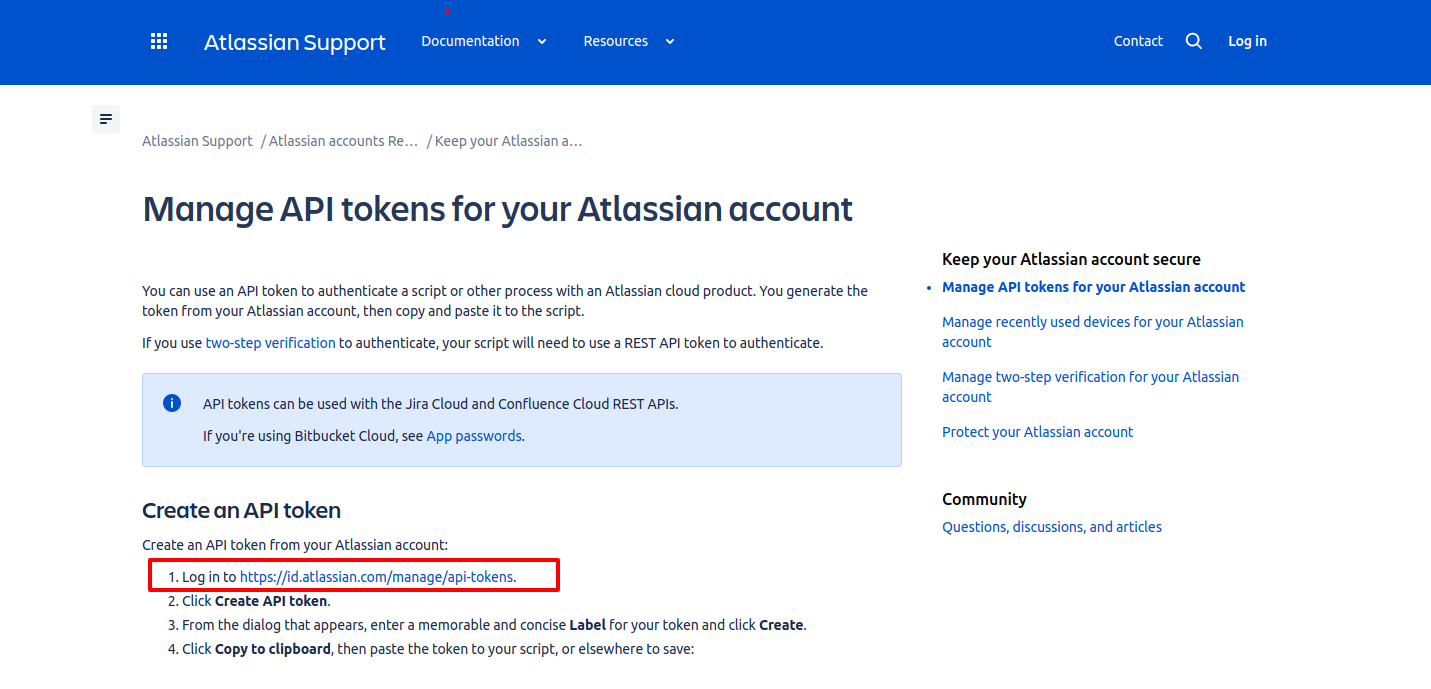 Atlassian Support
Documentation
Resources
Contact
Log in
Atlassian Support / Atlassian accounts Re… / Keep your Atlassian a…
Manage API tokens for your Atlassian account
You can use an API token to authenticate a script or other process with an Atlassian cloud product. You generate the
token from your Atlassian account, then copy and paste it to the script.
If you use two-step verification to authenticate, your script will need to use a REST API token to authenticate.
API tokens can be used with the Jira Cloud and Confluence Cloud REST APIs.
If you're using Bitbucket Cloud, see App passwords.
Create an API token
Create an API token from your Atlassian account:
1. Log in to https://id.atlassian.com/manage/api-tokens.
2. Click Create API token.
3. From the dialog that appears, enter a memorable and concise Label for your token and click Create.
4. Click Copy to clipboard, then paste the token to your script, or elsewhere to save:
Keep your Atlassian account secure
Manage API tokens for your Atlassian account
Manage recently used devices for your Atlassian
account
Manage two-step verification for your Atlassian
account
Protect your Atlassian account
Community
Questions, discussions, and articles